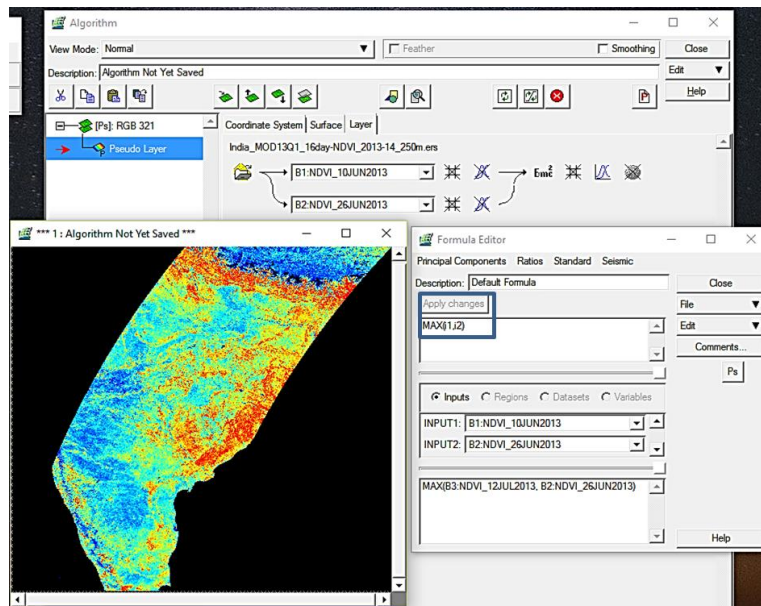 Algorithm
View Mode: Normal Feather Smoothing Close
Description: Algorithm Not Yet Saved Edit
Help
[Ps]: RGB 321
Pseudo Layer
Coordinate System Surface Layer
India_MOD13Q1_16day-NDVI_2013-14_250m.ers
B1:NDVI_10JUN2013 Emc²
B2:NDVI_26JUN2013
*** 1 : Algorithm Not Yet Saved ***
Formula Editor
Principal Components Ratios Standard Seismic
Description: Default Formula Close
Apply changes File
MAX(i1,i2) Edit
Comments...
Ps
Inputs Regions Datasets Variables
INPUT1: B1:NDVI_10JUN2013
INPUT2: B2:NDVI_26JUN2013
MAX(B3:NDVI_12JUL2013, B2:NDVI_26JUN2013)
Help